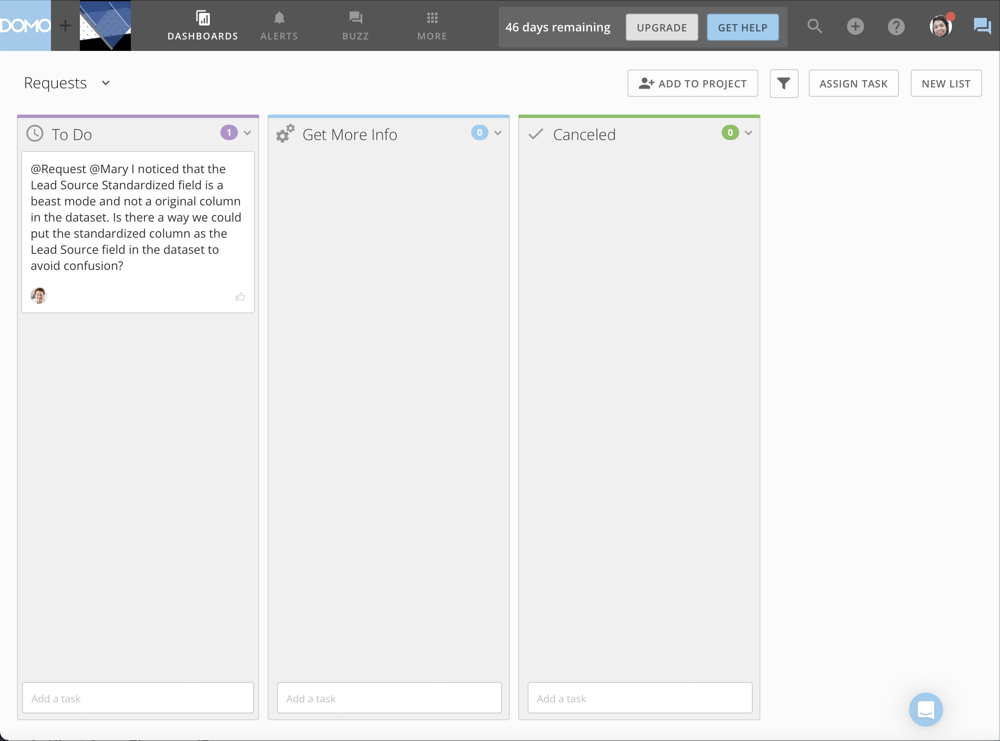 DOMO
DASHBOARDS
ALERTS
BUZZ
MORE
46 days remaining
UPGRADE
GET HELP
Requests
ADD TO PROJECT
ASSIGN TASK
NEW LIST
To Do
1
@Request @Mary I noticed that the
Lead Source Standardized field is a
beast mode and not a original column
in the dataset. Is there a way we could
put the standardized column as the
Lead Source field in the dataset to
avoid confusion?
Add a task
Get More Info
0
Add a task
Canceled
0
Add a task